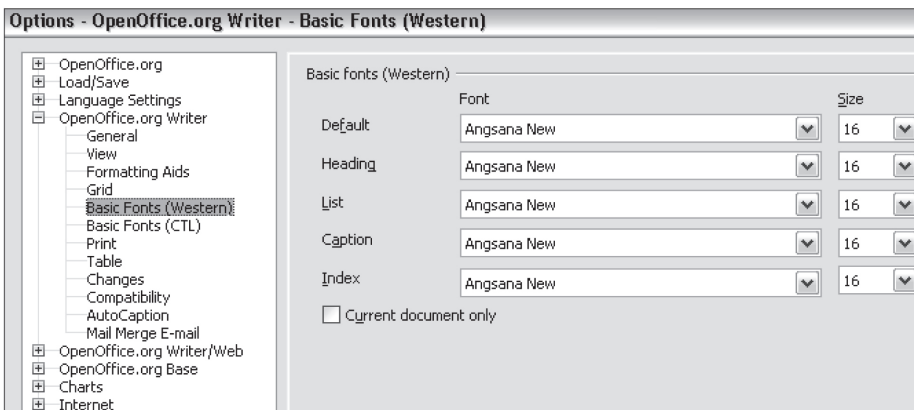 Options - OpenOffice.org Writer - Basic Fonts (Western)
OpenOffice.org
Load/Save
Language Settings
OpenOffice.org Writer
General
View
Formatting Aids
Grid
Basic Fonts (Western)
Basic Fonts (CTL)
Print
Table
Changes
Compatibility
AutoCaption
Mail Merge E-mail
OpenOffice.org Writer/Web
OpenOffice.org Base
Charts
Internet
Basic fonts (Western)
Font Size
Default Angsana New 16
Heading Angsana New 16
List Angsana New 16
Caption Angsana New 16
Index Angsana New 16
Current document only